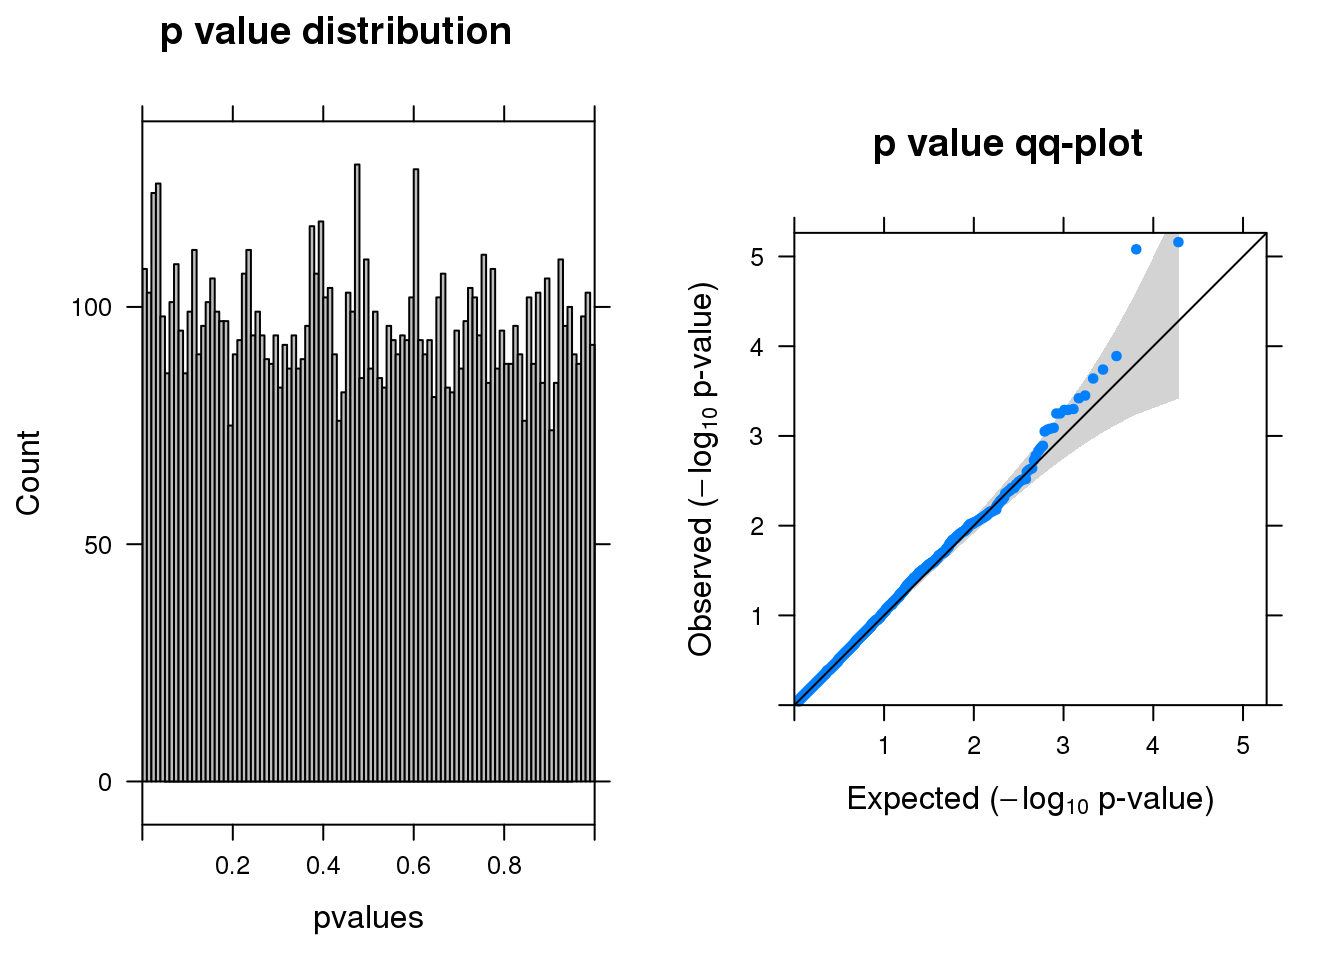 p value distribution
Count
100
50
0
0.2 0.4 0.6 0.8
pvalues
p value qq-plot
Observed (−log₁₀ p-value)
5
4
3
2
1
1 2 3 4 5
Expected (−log₁₀ p-value)